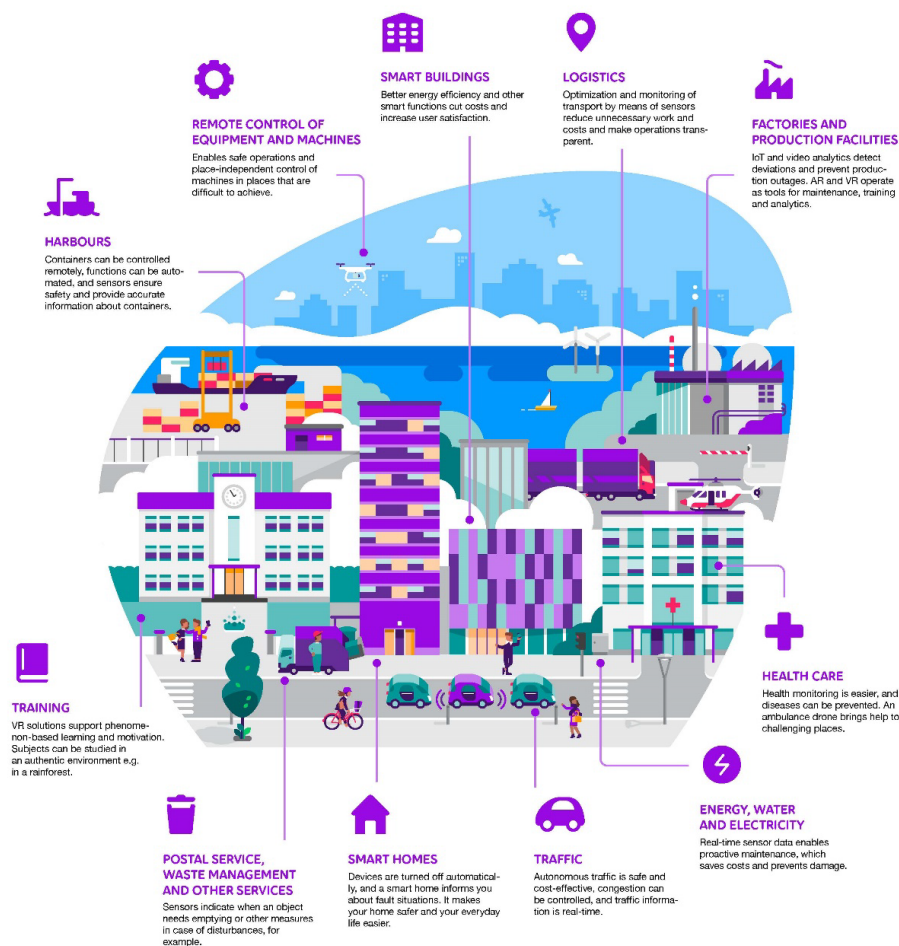 SMART BUILDINGS
Better energy efficiency and other
smart functions cut costs and
increase user satisfaction.
LOGISTICS
Optimization and monitoring of
transport by means of sensors
reduce unnecessary work and
costs and make operations trans-
parent.
REMOTE CONTROL OF
EQUIPMENT AND MACHINES
Enables safe operations and
place-independent control of
machines in places that are
difficult to achieve.
FACTORIES AND
PRODUCTION FACILITIES
IoT and video analytics detect
deviations and prevent produc-
tion outages. AR and VR operate
as tools for maintenance, training
and analytics.
HARBOURS
Containers can be controlled
remotely, functions can be auto-
mated, and sensors ensure
safety and provide accurate
information about containers.
TRAINING
VR solutions support phenome-
non-based learning and motivation.
Subjects can be studied in
an authentic environment e.g.
in a rainforest.
HEALTH CARE
Health monitoring is easier, and
diseases can be prevented. An
ambulance drone brings help to
challenging places.
ENERGY, WATER
AND ELECTRICITY
Real-time sensor data enables
proactive maintenance, which
saves costs and prevents damage.
POSTAL SERVICE,
WASTE MANAGEMENT
AND OTHER SERVICES
Sensors indicate when an object
needs emptying or other measures
in case of disturbances, for
example.
SMART HOMES
Devices are turned off automatical-
ly, and a smart home informs you
about fault situations. It makes
your home safer and your everyday
life easier.
TRAFFIC
Autonomous traffic is safe and
cost-effective, congestion can
be controlled, and traffic informa-
tion is real-time.